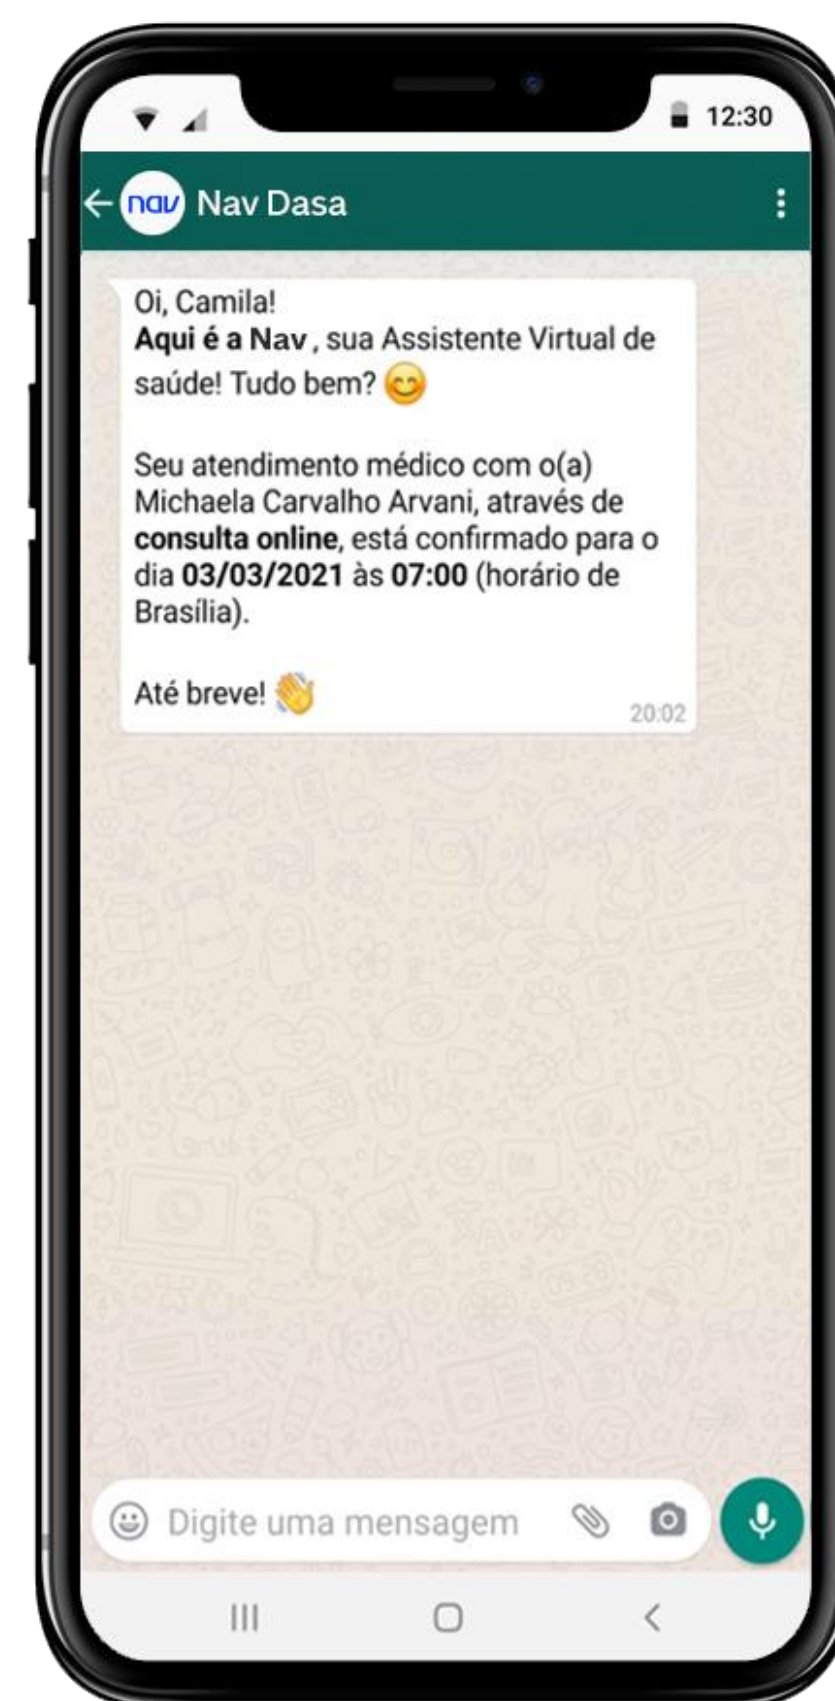 12:30
nav Nav Dasa
Oi, Camila!
Aqui é a Nav , sua Assistente Virtual de
saúde! Tudo bem? 😊
Seu atendimento médico com o(a)
Michaela Carvalho Arvani, através de
consulta online, está confirmado para o
dia 03/03/2021 às 07:00 (horário de
Brasília).
Até breve! 👋
20:02
Digite uma mensagem